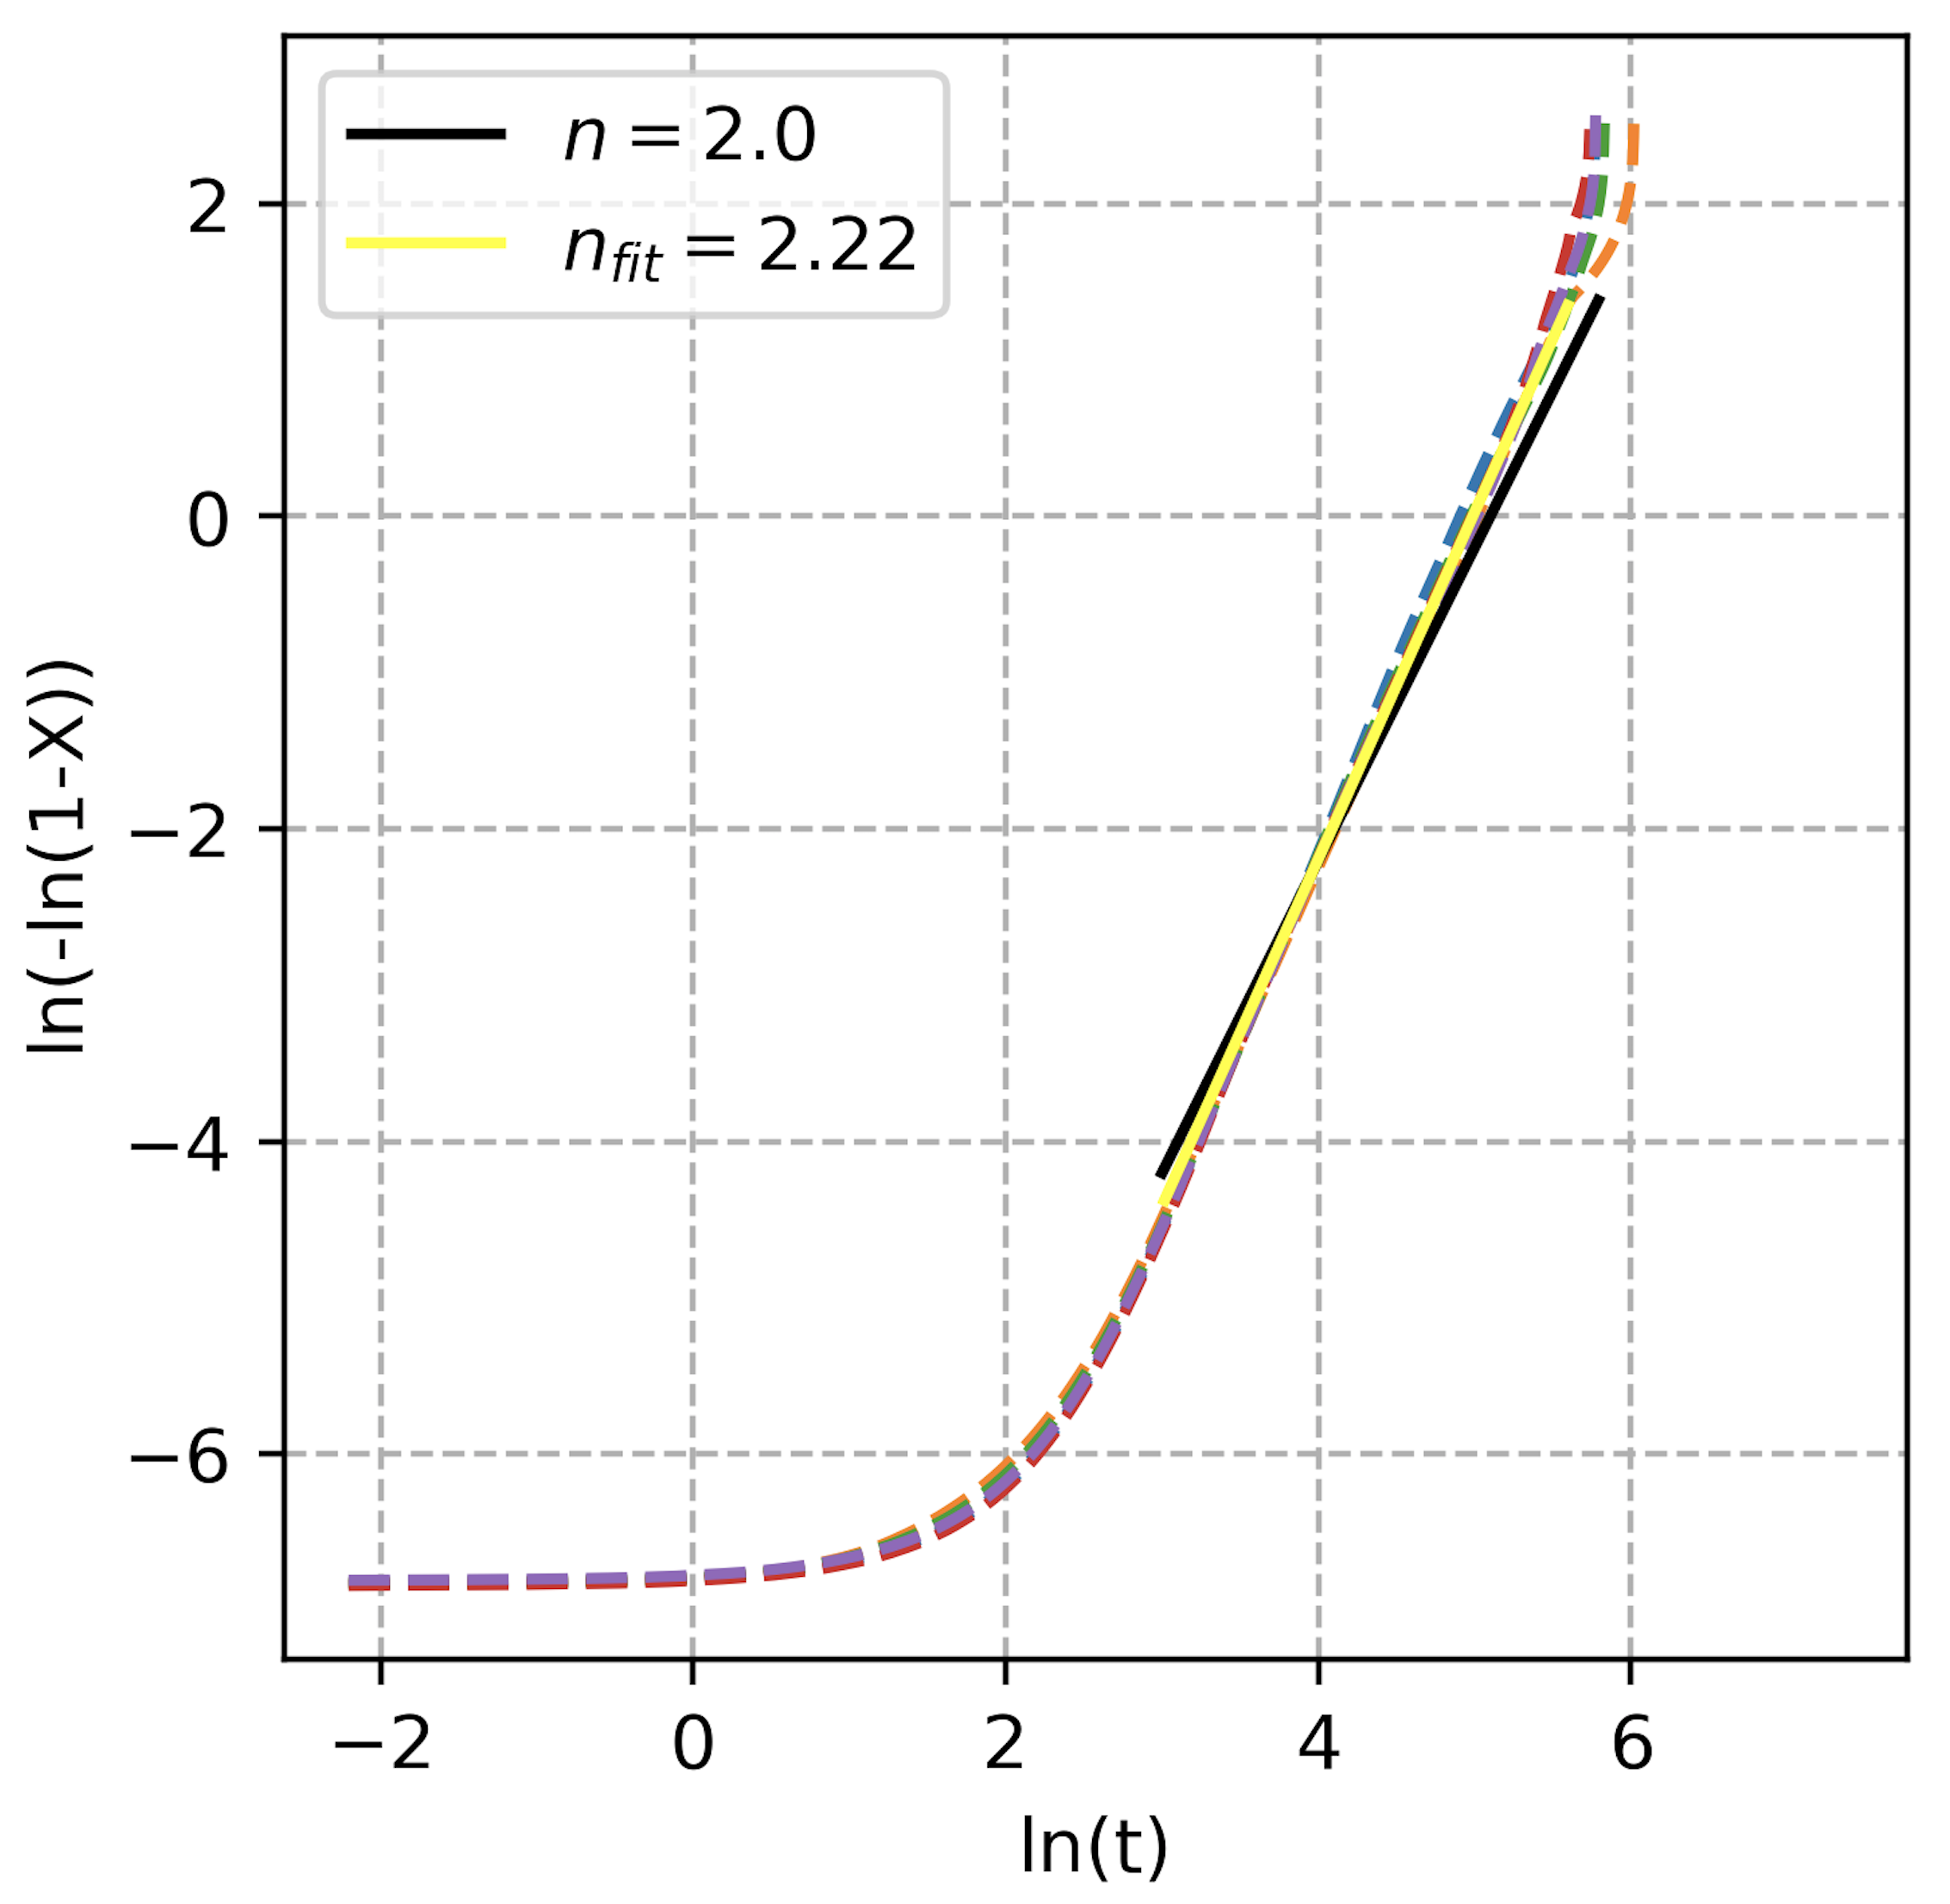 n = 2.0
n_fit = 2.22
2
0
−2
−4
−6
ln(-ln(1-X))
−2 0 2 4 6
ln(t)